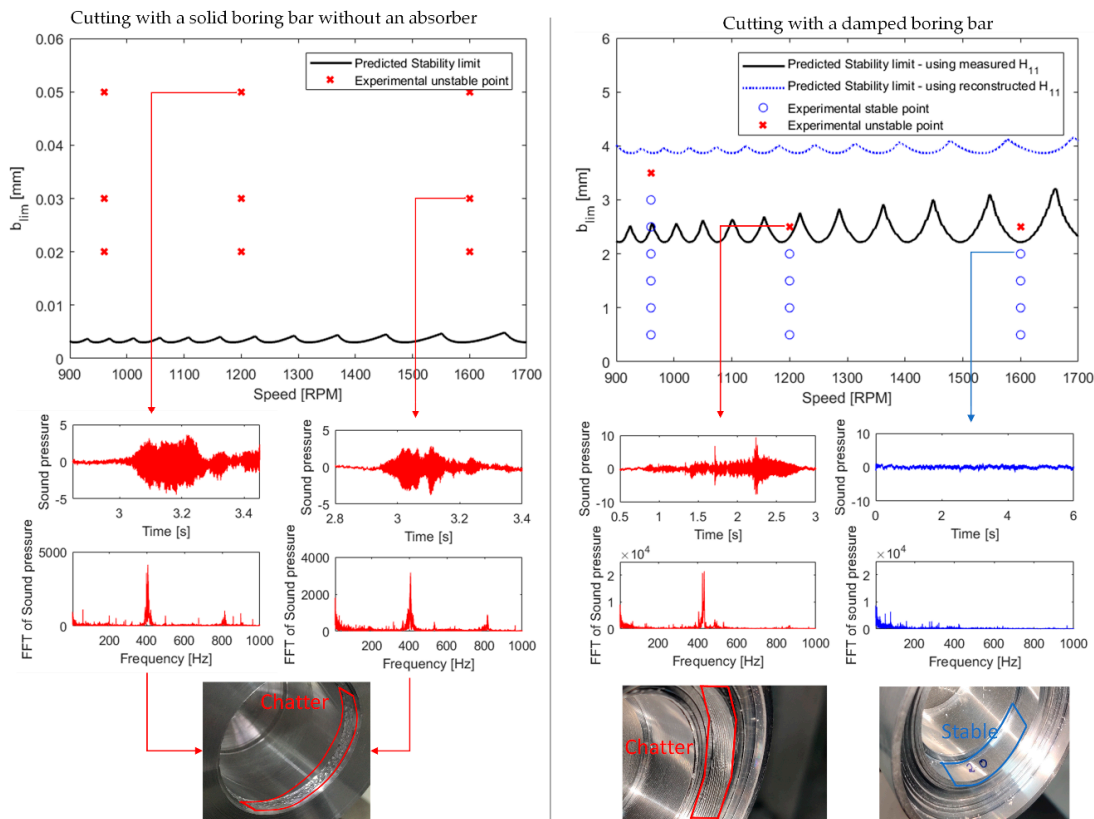 Cutting with a solid boring bar without an absorber
0.06
0.05
0.04
0.03
0.02
0.01
0
b_lim [mm]
Predicted Stability limit
Experimental unstable point
900 1000 1100 1200 1300 1400 1500 1600 1700
Speed [RPM]
5
0
-5
Sound pressure
3 3.2 3.4
Time [s]
5
0
-5
Sound pressure
2.8 3 3.2 3.4
Time [s]
5000
0
FFT of Sound pressure
200 400 600 800 1000
Frequency [Hz]
4000
2000
0
FFT of Sound pressure
200 400 600 800 1000
Frequency [Hz]
Chatter
Cutting with a damped boring bar
6
5
4
3
2
1
0
b_lim [mm]
Predicted Stability limit - using measured H_11
Predicted Stability limit - using reconstructed H_11
Experimental stable point
Experimental unstable point
900 1000 1100 1200 1300 1400 1500 1600 1700
Speed [RPM]
10
0
-10
Sound pressure
0.5 1 1.5 2 2.5 3
Time [s]
10
0
-10
Sound pressure
0 2 4 6
Time [s]
× 10^4
2
1
0
FFT of Sound pressure
200 400 600 800 1000
Frequency [Hz]
× 10^4
2
1
0
FFT of Sound pressure
200 400 600 800 1000
Frequency [Hz]
Chatter
Stable